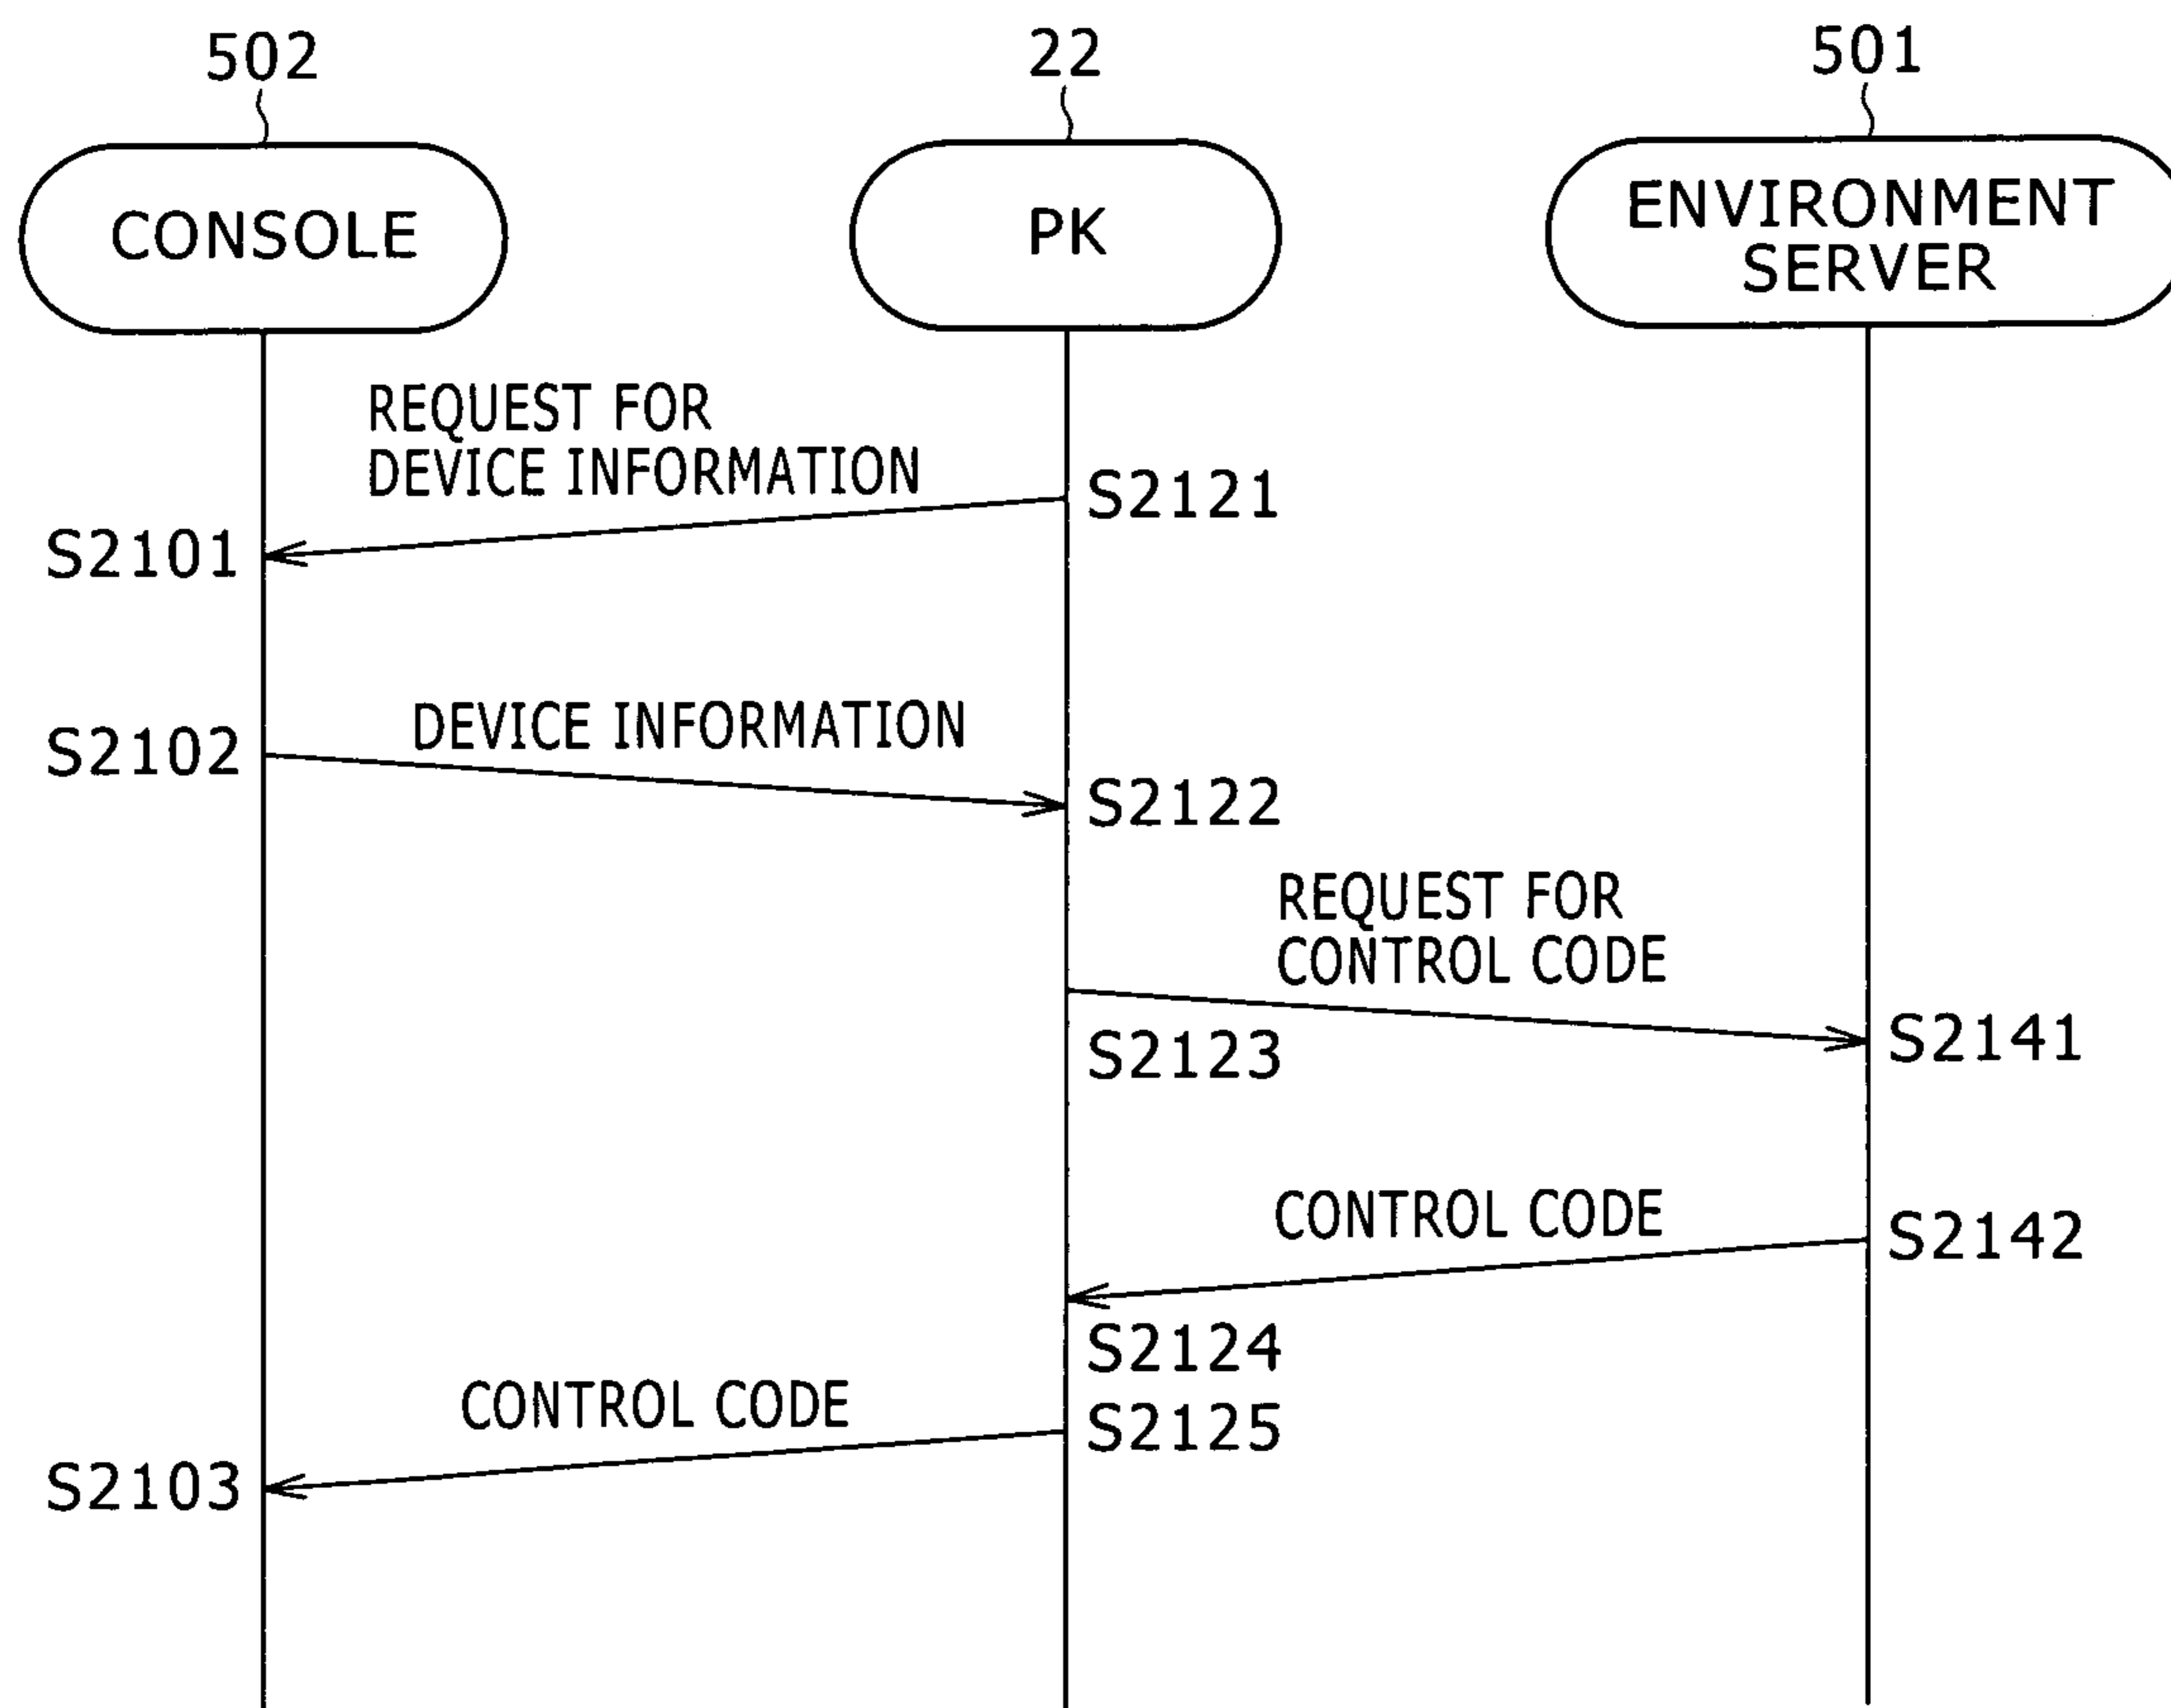 502
22
501
CONSOLE
PK
ENVIRONMENT
SERVER
REQUEST FOR
DEVICE INFORMATION
S2121
S2101
DEVICE INFORMATION
S2102
S2122
REQUEST FOR
CONTROL CODE
S2123
S2141
CONTROL CODE
S2142
S2124
CONTROL CODE
S2125
S2103